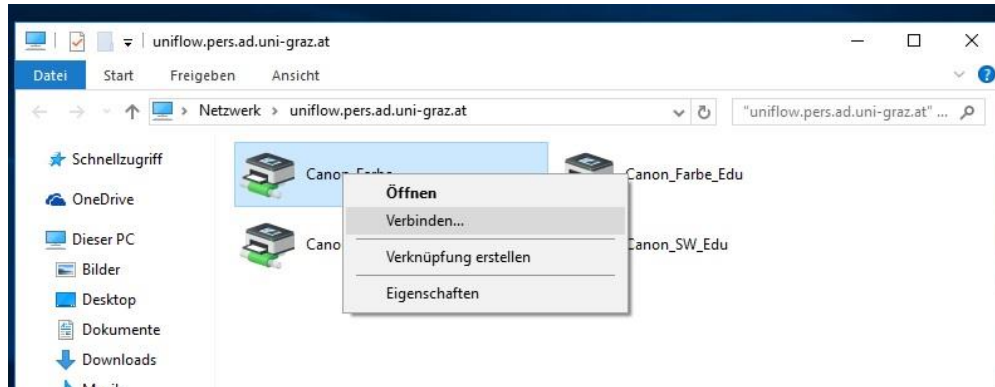 uniflow.pers.ad.uni-graz.at
Datei Start Freigeben Ansicht
Netzwerk > uniflow.pers.ad.uni-graz.at "uniflow.pers.ad.uni-graz.at" ...
Schnellzugriff
OneDrive
Dieser PC
Bilder
Desktop
Dokumente
Downloads
Canon_Farbe
Canon_Farbe_Edu
Cano
Canon_SW_Edu
Öffnen
Verbinden...
Verknüpfung erstellen
Eigenschaften